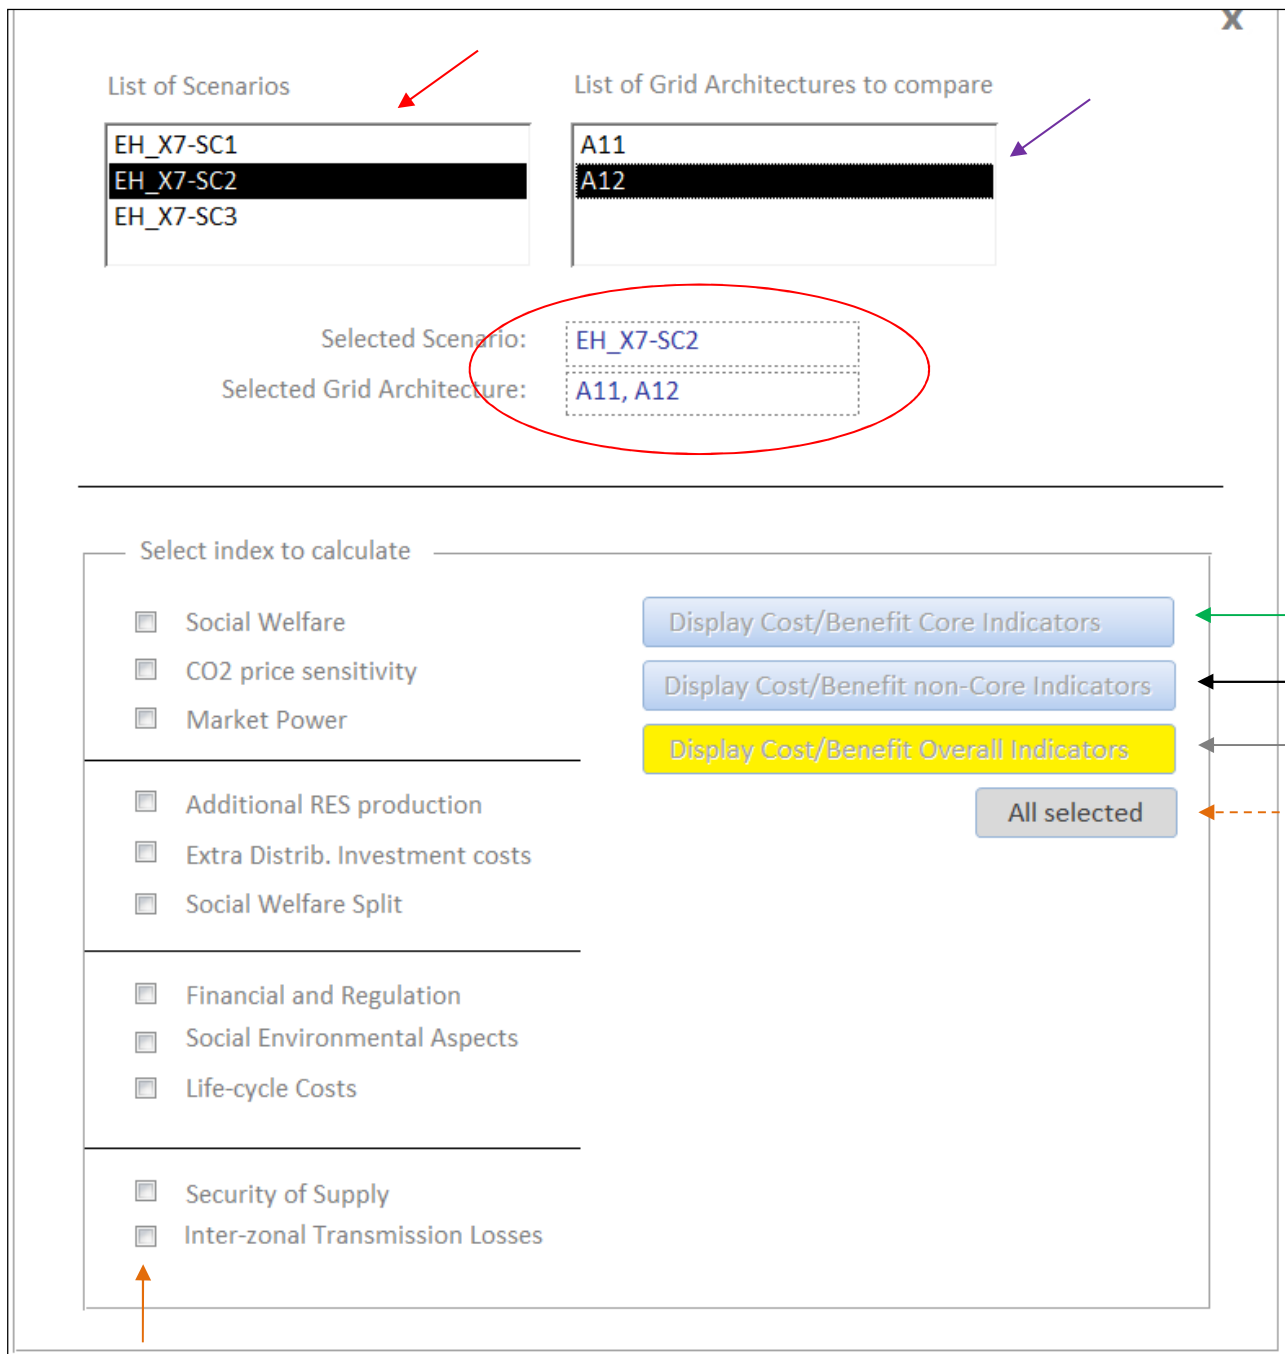 X
List of Scenarios
List of Grid Architectures to compare
EH_X7-SC1
EH_X7-SC2
EH_X7-SC3
A11
A12
Selected Scenario:
EH_X7-SC2
Selected Grid Architecture:
A11, A12
Select index to calculate
Social Welfare
CO2 price sensitivity
Market Power
Additional RES production
Extra Distrib. Investment costs
Social Welfare Split
Financial and Regulation
Social Environmental Aspects
Life-cycle Costs
Security of Supply
Inter-zonal Transmission Losses
Display Cost/Benefit Core Indicators
Display Cost/Benefit non-Core Indicators
Display Cost/Benefit Overall Indicators
All selected